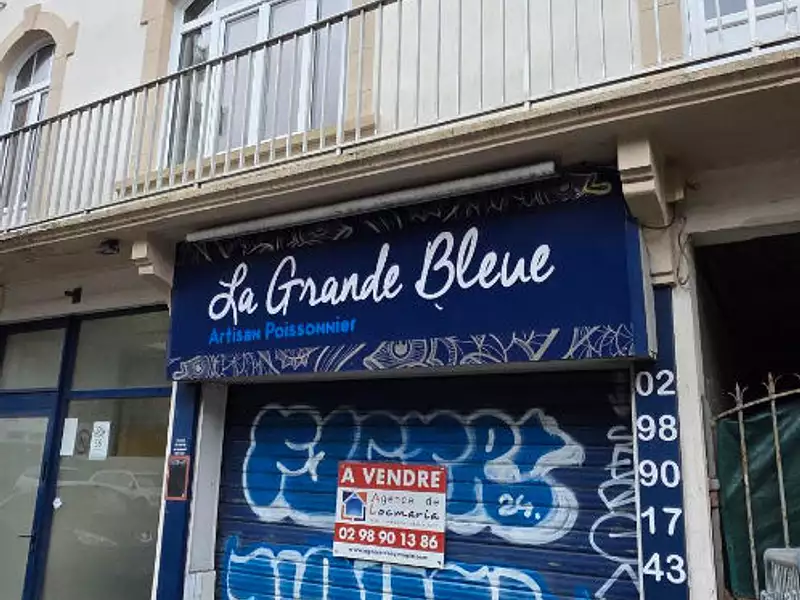 La Grande Bleue
Artisan Poissonnier
02
98
90
17
43
24.
A VENDRE
Agence de
Locmaria
02 98 90 13 86